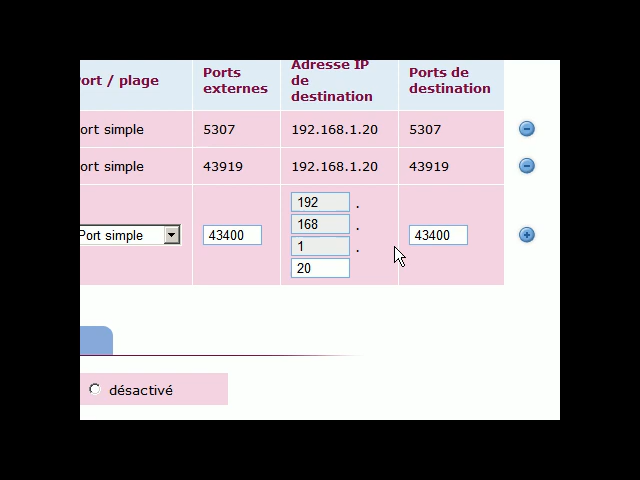 Port / plage
Ports externes
Adresse IP de destination
Ports de destination
ort simple
5307
192.168.1.20
5307
ort simple
43919
192.168.1.20
43919
Port simple
43400
192 .
168 .
1 .
20
43400
désactivé